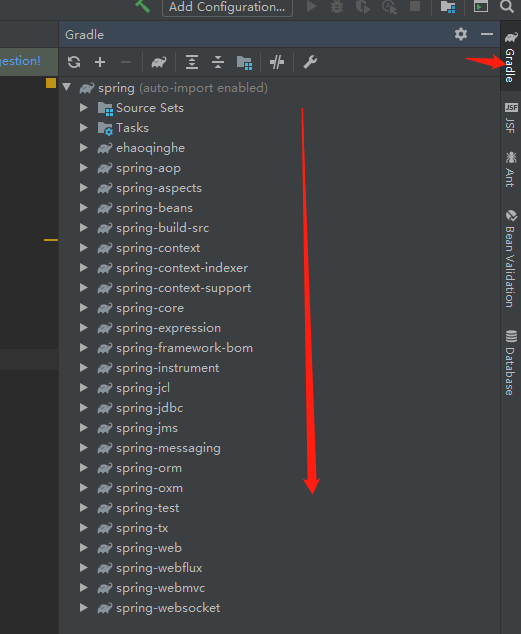 Add Configuration...
estion!
Gradle
spring (auto-import enabled)
Source Sets
Tasks
ehaoqinghe
spring-aop
spring-aspects
spring-beans
spring-build-src
spring-context
spring-context-indexer
spring-context-support
spring-core
spring-expression
spring-framework-bom
spring-instrument
spring-jcl
spring-jdbc
spring-jms
spring-messaging
spring-orm
spring-oxm
spring-test
spring-tx
spring-web
spring-webflux
spring-webmvc
spring-websocket
Gradle
JSF
JSF
Ant
Bean Validation
Database